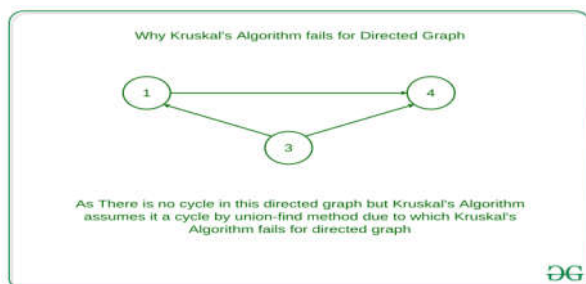 Why Kruskal's Algorithm fails for Directed Graph
1
4
3
As There is no cycle in this directed graph but Kruskal's Algorithm
assumes it a cycle by union-find method due to which Kruskal's
Algorithm fails for directed graph